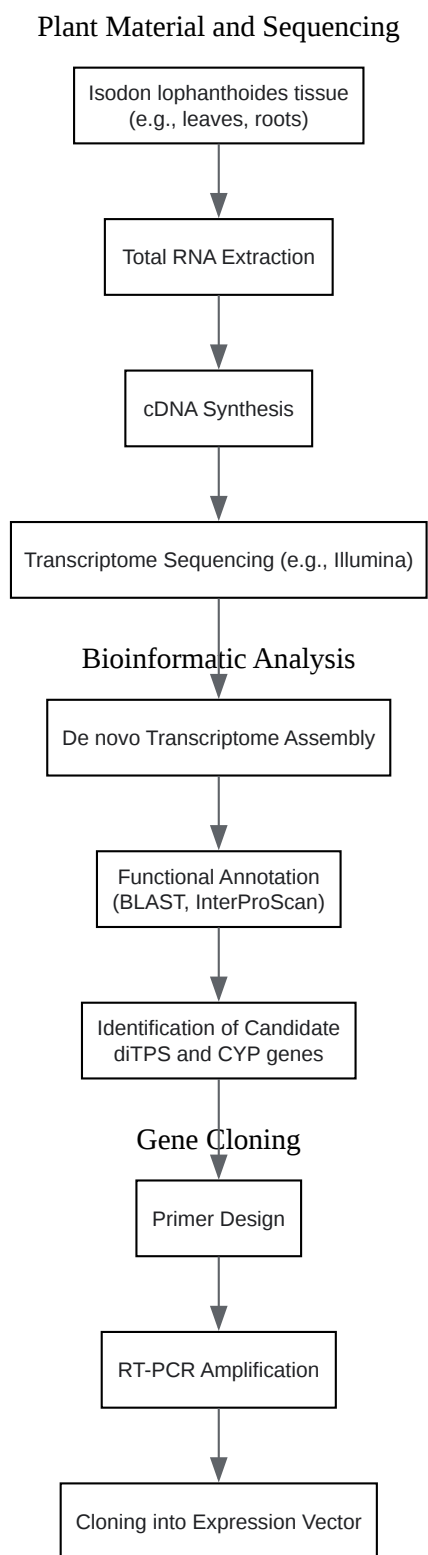 Plant Material and Sequencing
Isodon lophanthoides tissue
(e.g., leaves, roots)
Total RNA Extraction
cDNA Synthesis
Transcriptome Sequencing (e.g., Illumina)
Bioinformatic Analysis
De novo Transcriptome Assembly
Functional Annotation
(BLAST, InterProScan)
Identification of Candidate
diTPS and CYP genes
Gene Cloning
Primer Design
RT-PCR Amplification
Cloning into Expression Vector